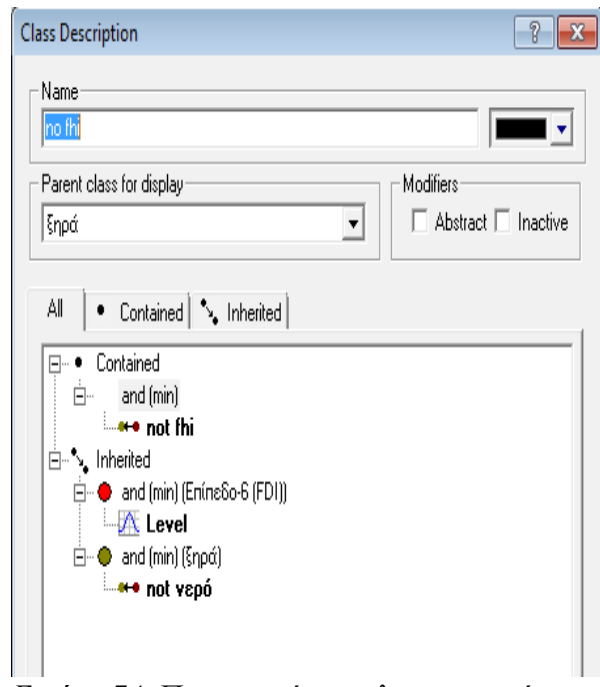 Class Description
Name
no fhi
Parent class for display
Modifiers
ξηρά
Abstract Inactive
All Contained Inherited
Contained
and (min)
not fhi
Inherited
and (min) (Επίπεδο-6 (FDI))
Level
and (min) (ξηρά)
not νερό